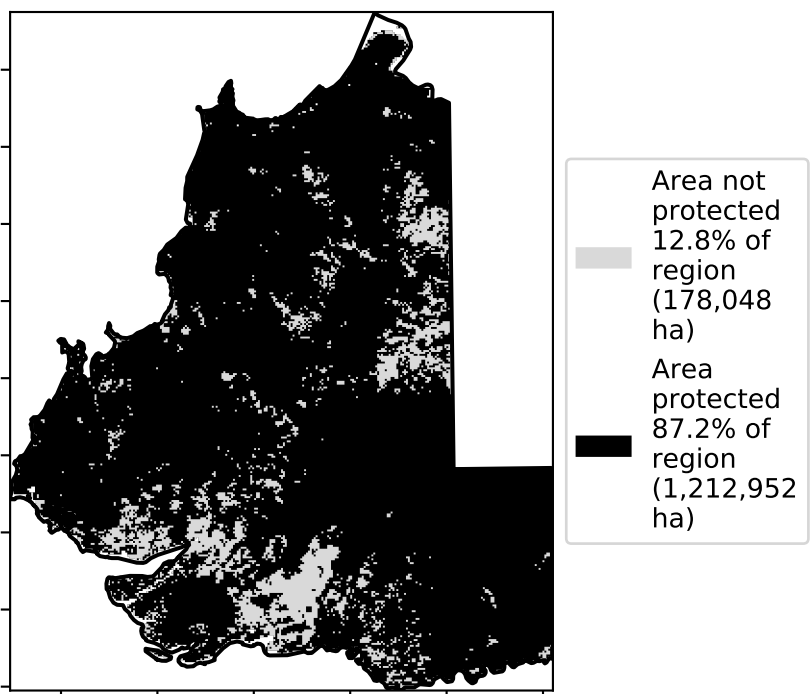 Area not
protected
12.8% of
region
(178,048
ha)
Area
protected
87.2% of
region
(1,212,952
ha)